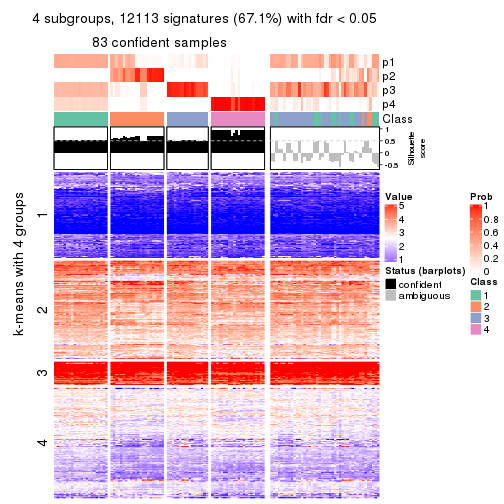 4 subgroups, 12113 signatures (67.1%) with fdr < 0.05
83 confident samples
p1
p2
p3
p4
Class
1
0.5
0
-0.5
Silhouette
score
k-means with 4 groups
1
2
3
4
Value
5
4
3
2
1
Status (barplots)
confident
ambiguous
Prob
1
0.8
0.6
0.4
0.2
0
Class
1
2
3
4